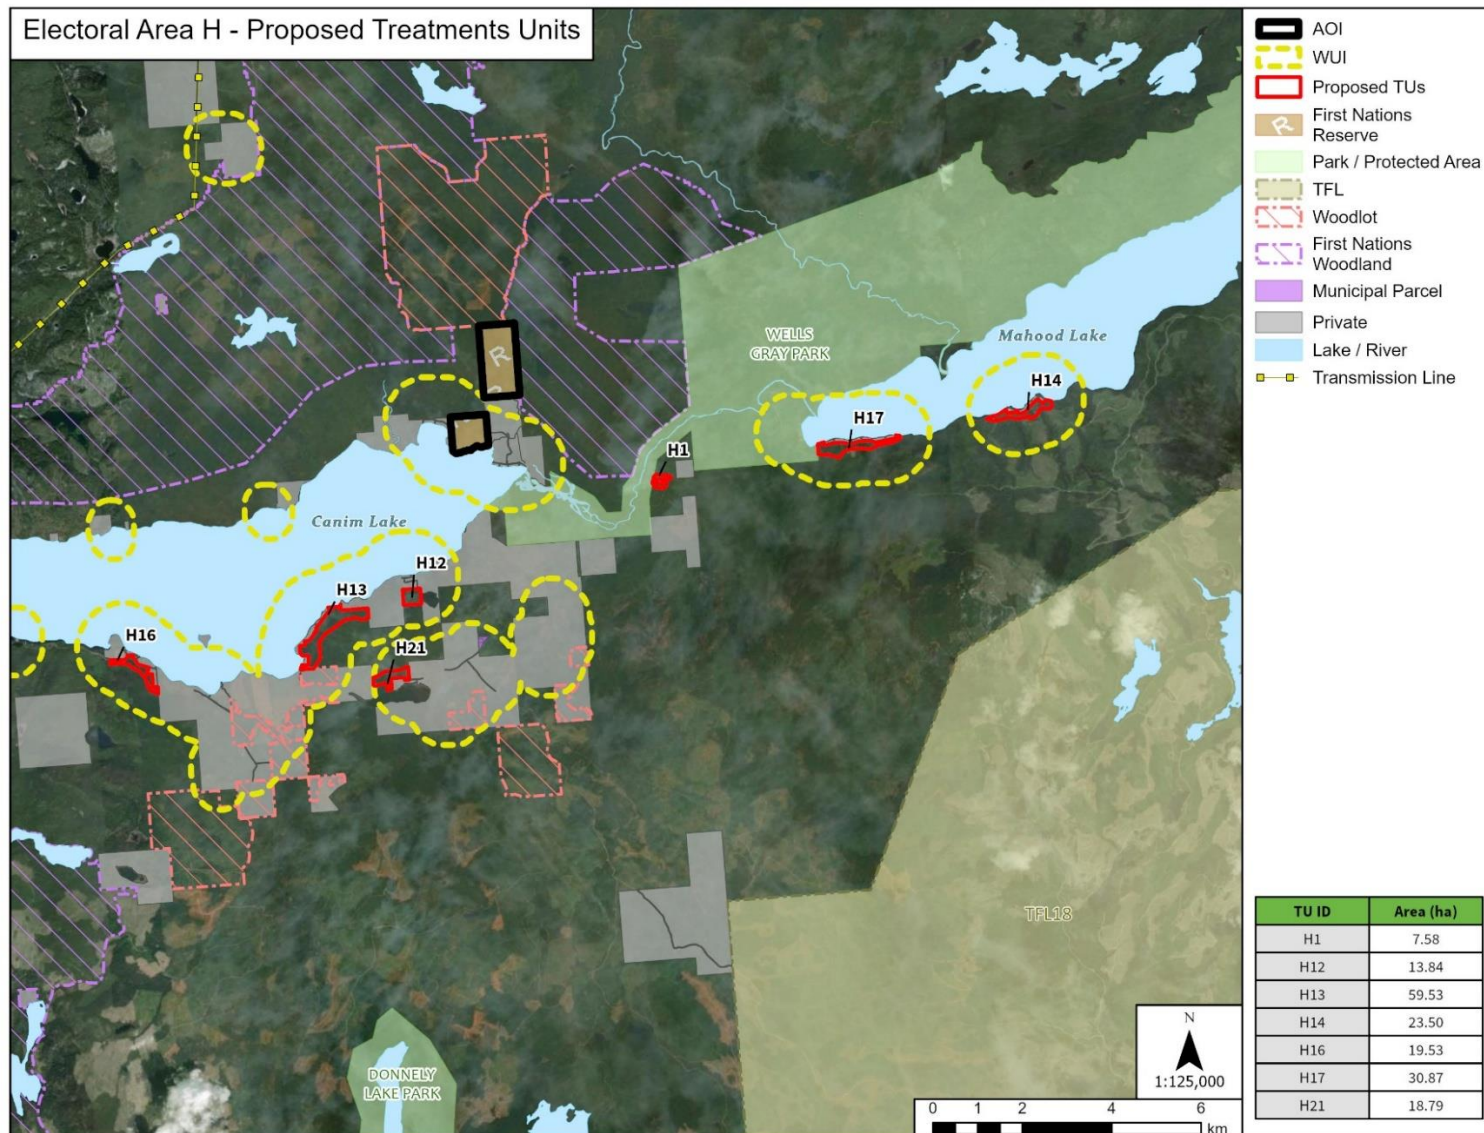 Electoral Area H - Proposed Treatments Units
AOI
WUI
Proposed TUs
R
First Nations
Reserve
Park / Protected Area
TFL
Woodlot
First Nations
Woodland
Municipal Parcel
Private
Lake / River
Transmission Line
R
WELLS
GRAY PARK
Mahood Lake
H14
H17
H1
Canim Lake
H12
H13
H16
H21
TFL18
DONNELY
LAKE PARK
N
1:125,000
0 1 2 4 6
km
TU ID Area (ha)
H1 7.58
H12 13.84
H13 59.53
H14 23.50
H16 19.53
H17 30.87
H21 18.79